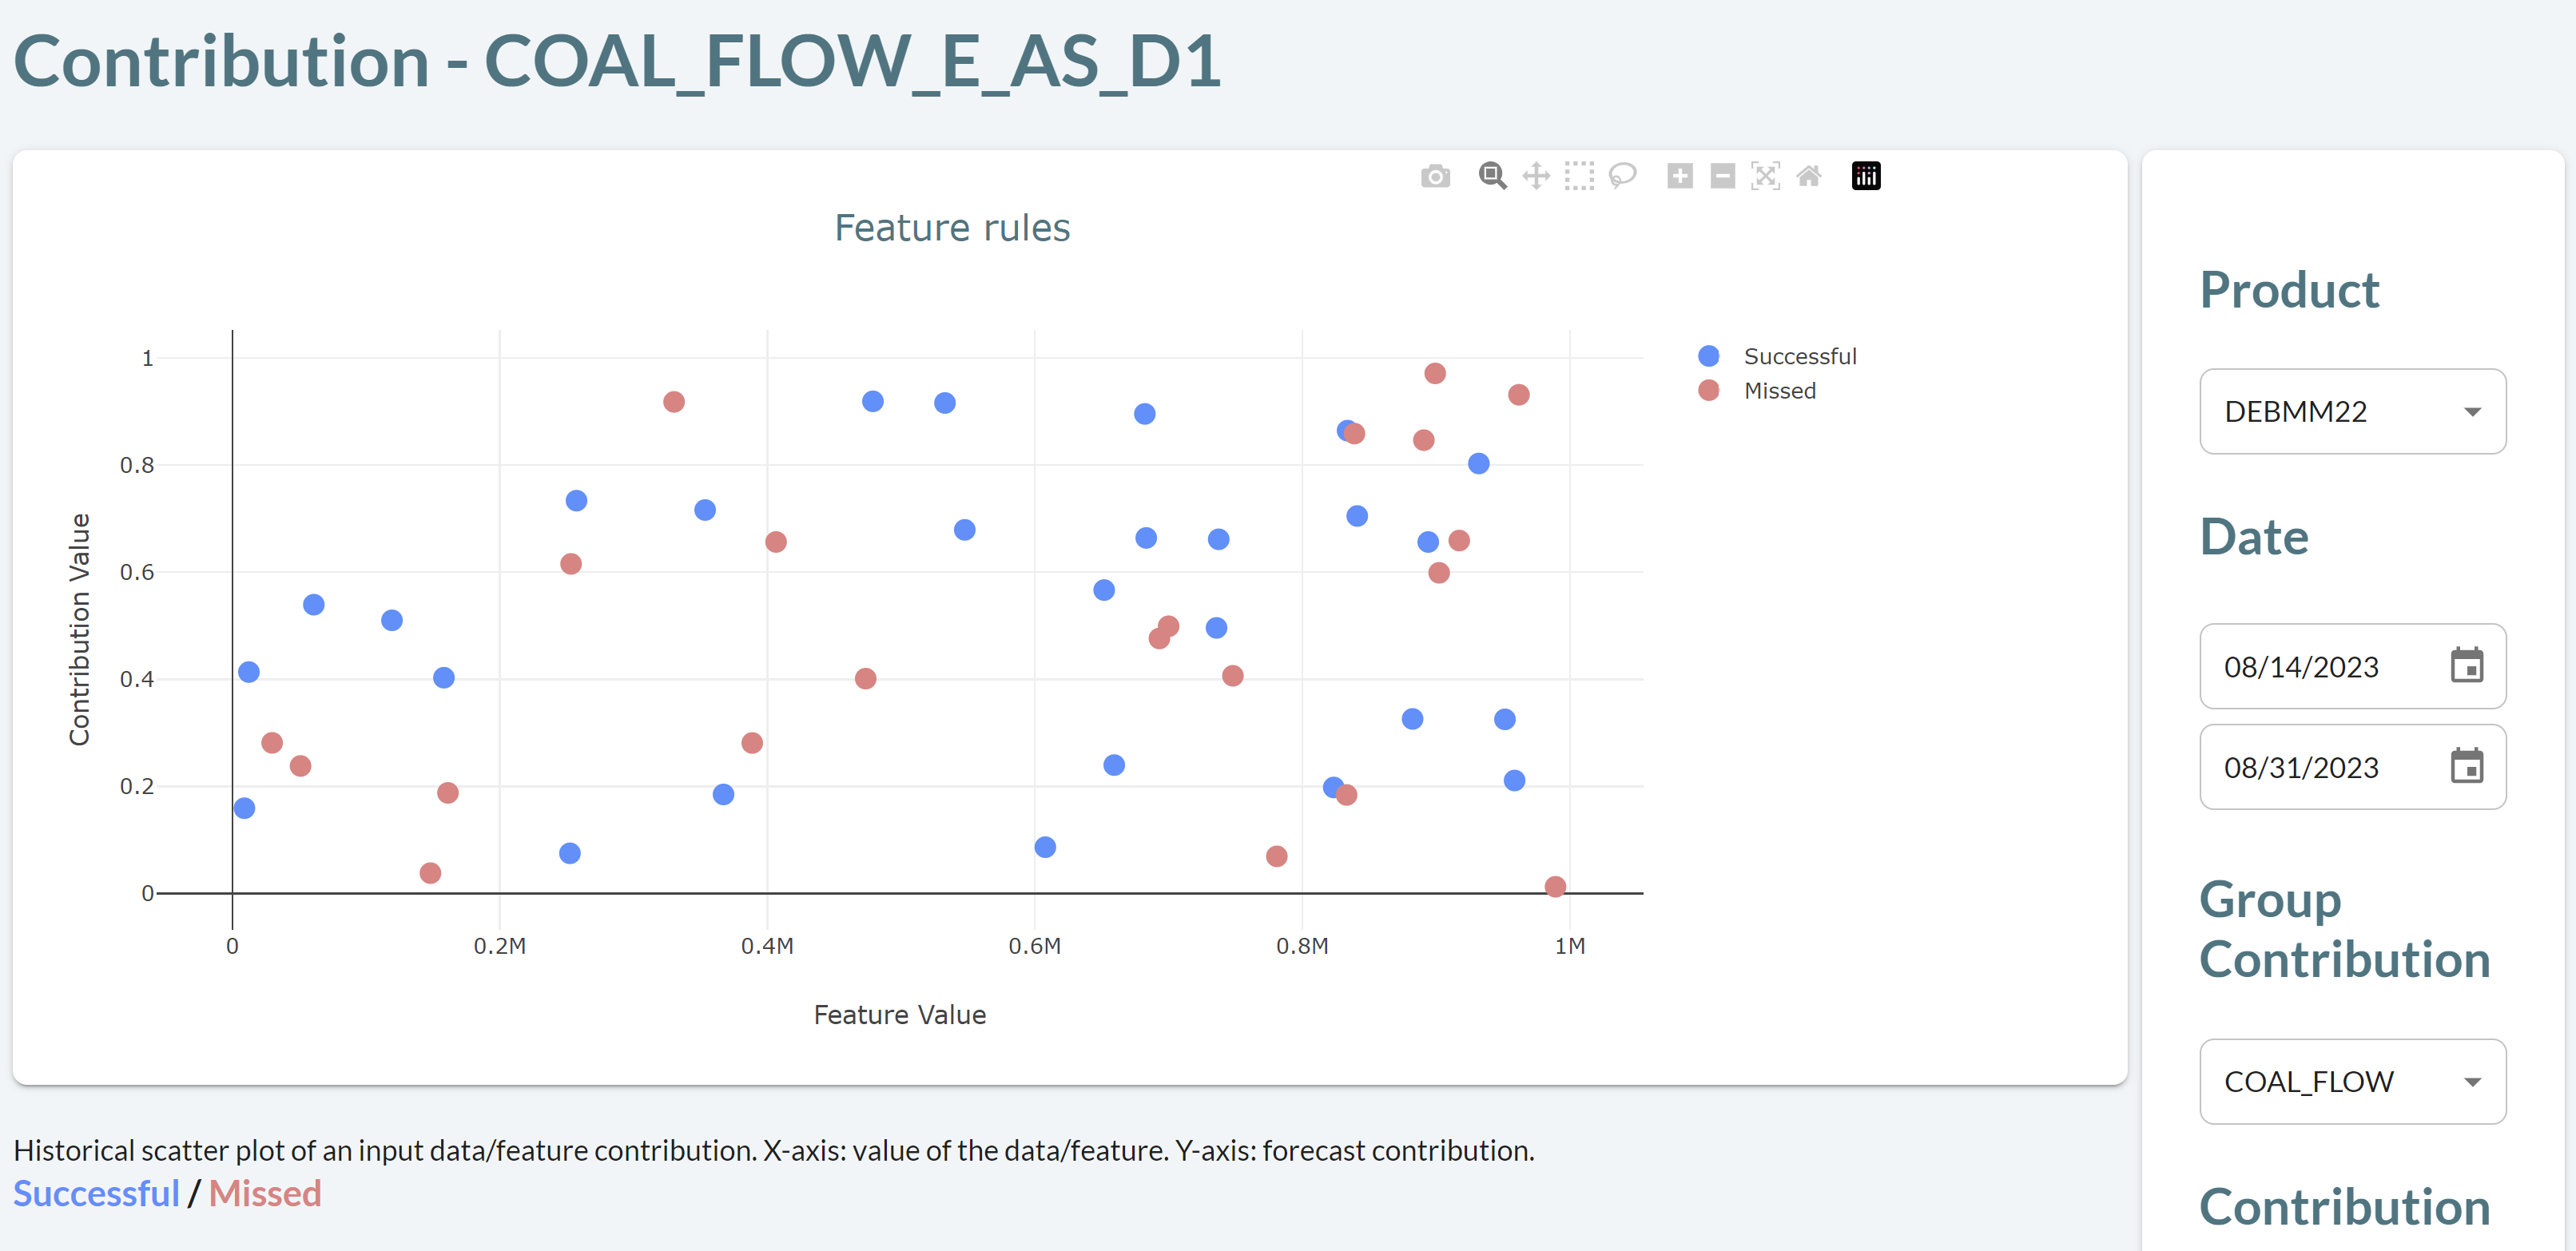 Contribution - COAL_FLOW_E_AS_D1
Feature rules
Contribution Value
1
0.8
0.6
0.4
0.2
0
0
0.2M
0.4M
0.6M
0.8M
1M
Feature Value
Successful
Missed
Historical scatter plot of an input data/feature contribution. X-axis: value of the data/feature. Y-axis: forecast contribution.
Successful / Missed
Product
DEBMM22
Date
08/14/2023
08/31/2023
Group
Contribution
COAL_FLOW
Contribution